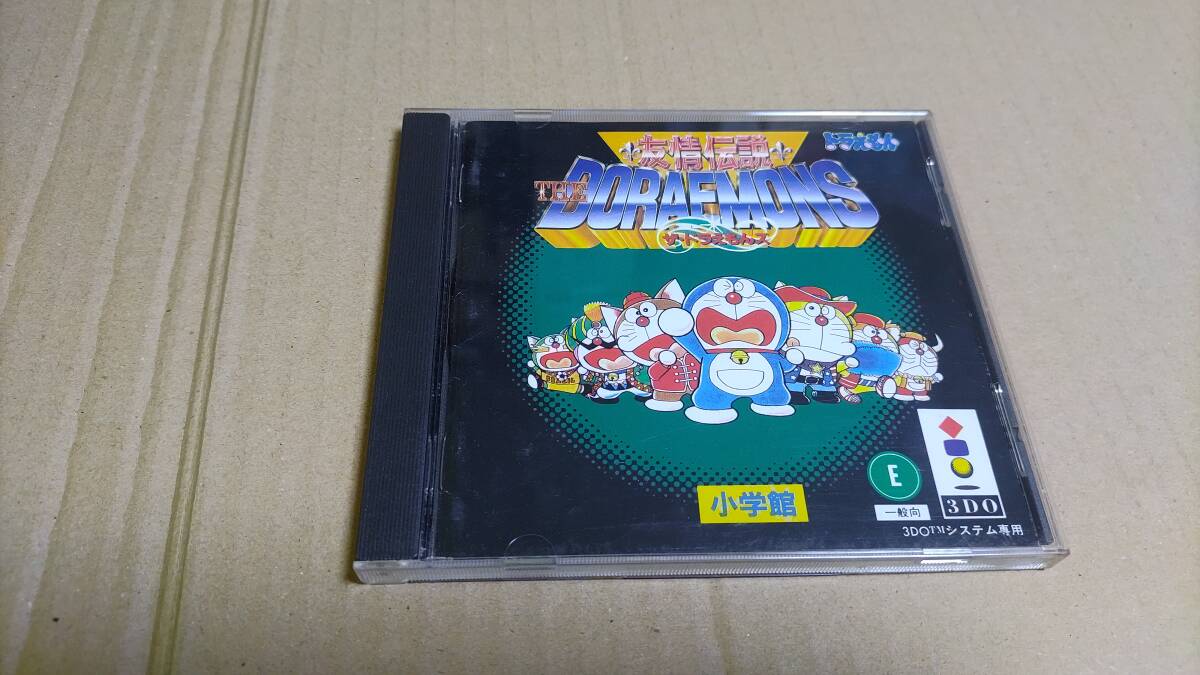 友情伝説
ドラえもん
THE DORAEMONS
ザ・ドラえもんズ
BRAZIL
小学館
E
一般向
3DO
3DO™システム専用